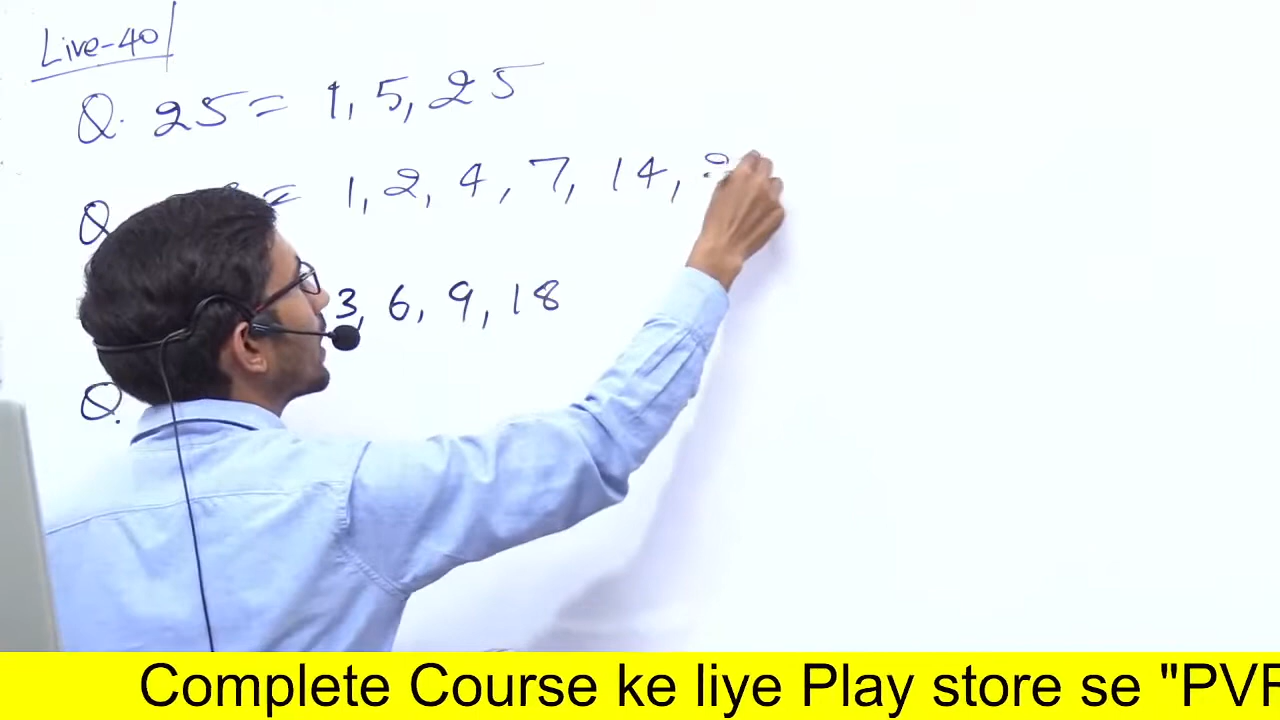 Live-40
Q. 25 = 1, 5, 25
Q = 1, 2, 4, 7, 14,
3, 6, 9, 18
Q.
Complete Course ke liye Play store se "PVR